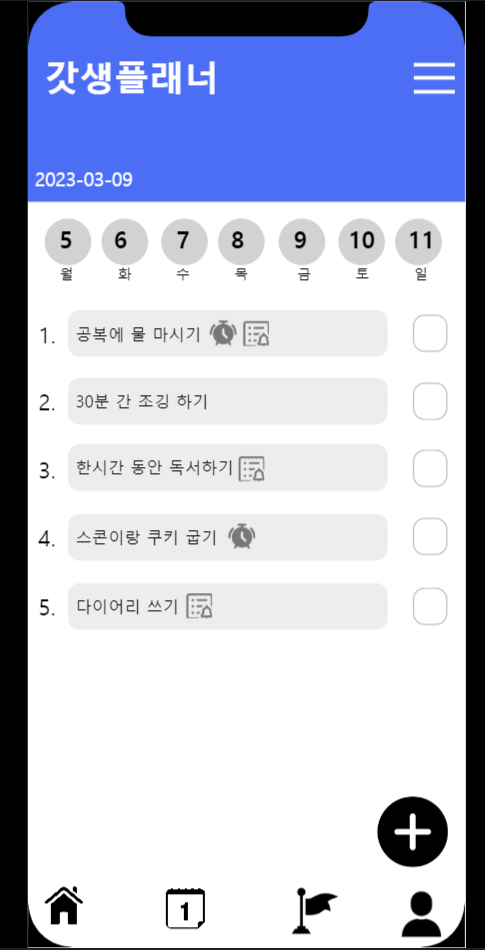 갓생플래너
2023-03-09
5 6 7 8 9 10 11
월 화 수 목 금 토 일
1. 공복에 물 마시기
2. 30분 간 조깅 하기
3. 한시간 동안 독서하기
4. 스콘이랑 쿠키 굽기
5. 다이어리 쓰기
1